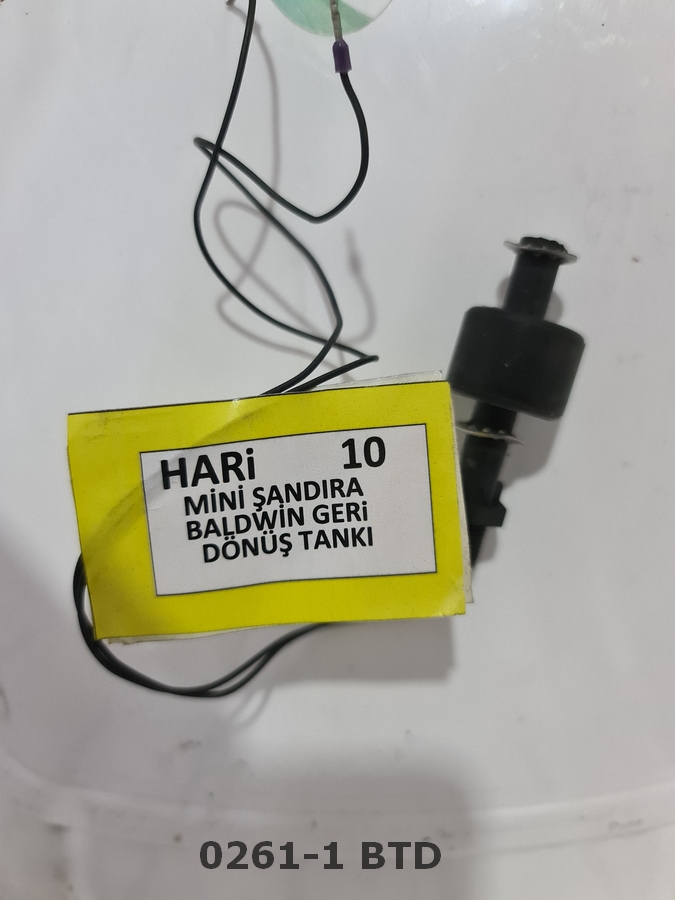 HARi 10
MİNİ ŞANDIRA
BALDWİN GERi
DÖNÜŞ TANKI
0261-1 BTD